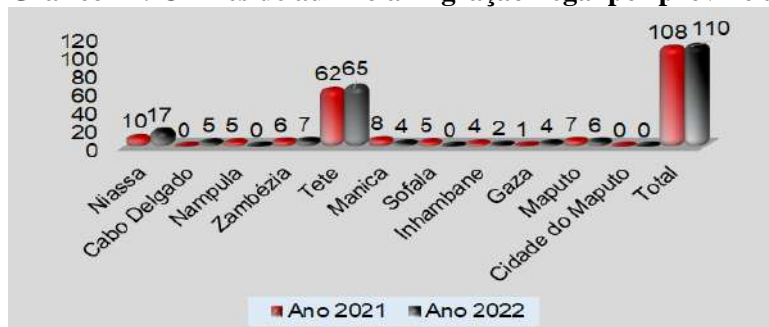 120
100
80
60
40
20
0
10 17 0 5 5 0 6 7 62 65 8 4 5 0 4 2 1 4 7 6 0 0 108 110
Niassa
Cabo Delgado
Nampula
Zambézia
Tete
Manica
Sofala
Inhambane
Gaza
Maputo
Cidade do Maputo
Total
Ano 2021 Ano 2022